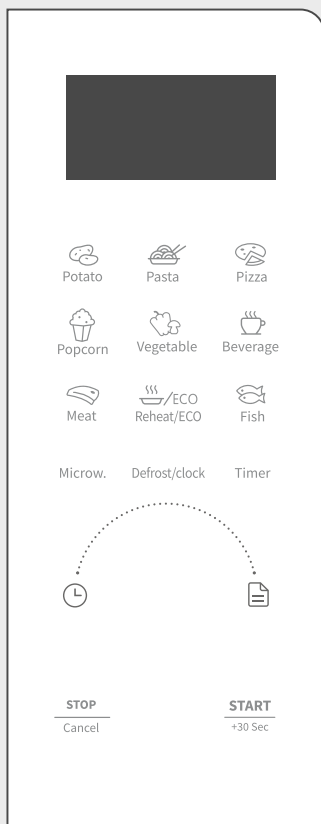 Potato Pasta Pizza
Popcorn Vegetable Beverage
/ECO
Meat Reheat/ECO Fish
Microw. Defrost/clock Timer
STOP START
Cancel +30 Sec